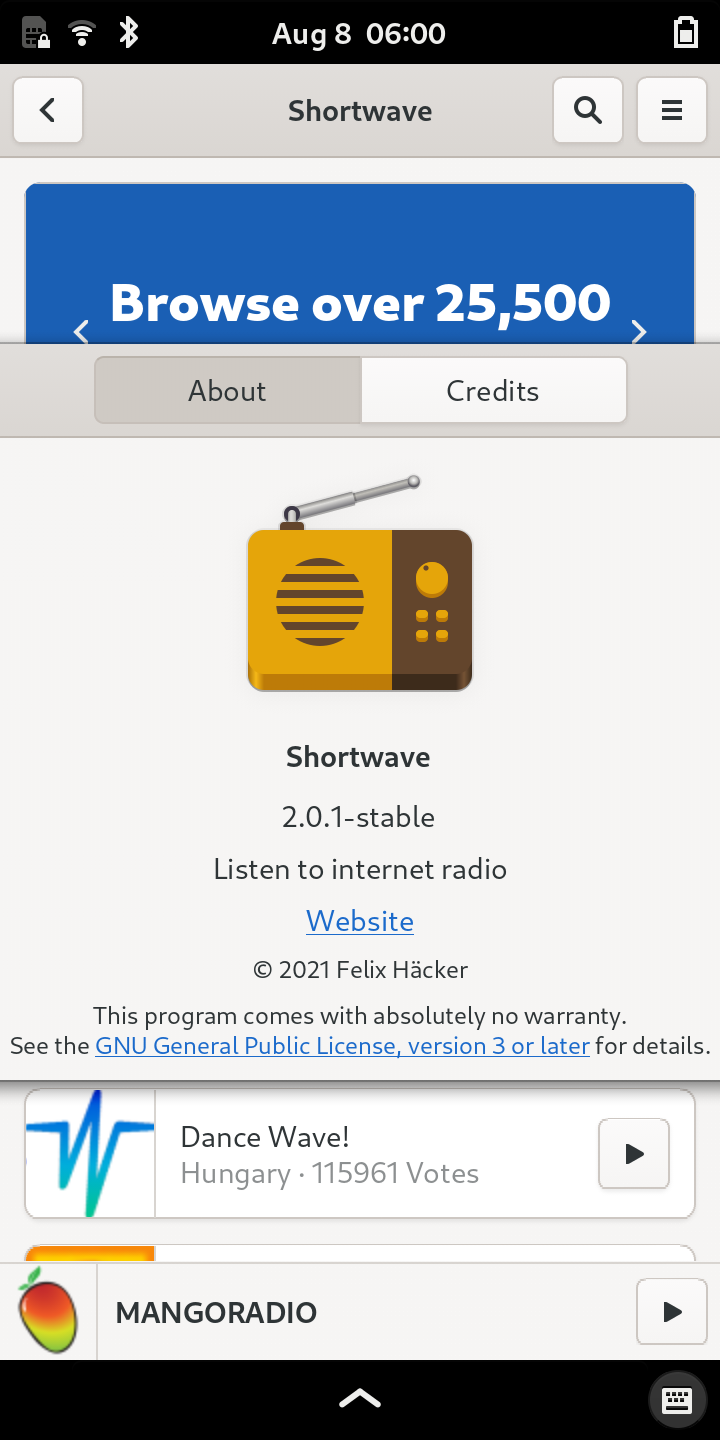 Aug 8 06:00
Shortwave
Browse over 25,500
About
Credits
Shortwave
2.0.1-stable
Listen to internet radio
Website
© 2021 Felix Häcker
This program comes with absolutely no warranty.
See the GNU General Public License, version 3 or later for details.
Dance Wave!
Hungary · 115961 Votes
MANGORADIO